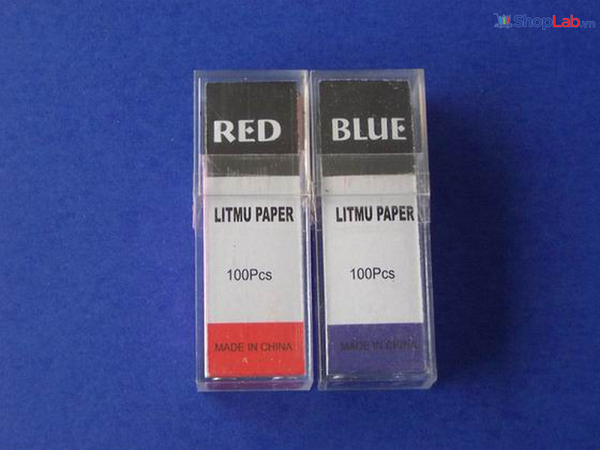 ShopLab.vn
RED
LITMU PAPER
100Pcs
MADE IN CHINA
BLUE
LITMU PAPER
100Pcs
MADE IN CHINA